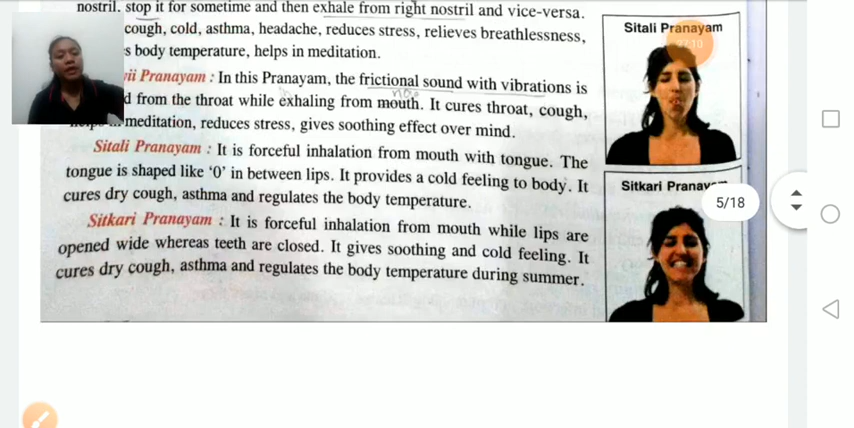 nostril. stop it for sometime and then exhale from right nostril and vice-versa.
cough, cold, asthma, headache, reduces stress, relieves breathlessness,
s body temperature, helps in meditation.
ii Pranayam : In this Pranayam, the frictional sound with vibrations is
d from the throat while exhaling from mouth. It cures throat, cough,
meditation, reduces stress, gives soothing effect over mind.
Sitali Pranayam : It is forceful inhalation from mouth with tongue. The
tongue is shaped like ‘0’ in between lips. It provides a cold feeling to body. It
cures dry cough, asthma and regulates the body temperature.
Sitkari Pranayam : It is forceful inhalation from mouth while lips are
opened wide whereas teeth are closed. It gives soothing and cold feeling. It
cures dry cough, asthma and regulates the body temperature during summer.
Sitali Pranayam
27:10
Sitkari Pranay
5/18